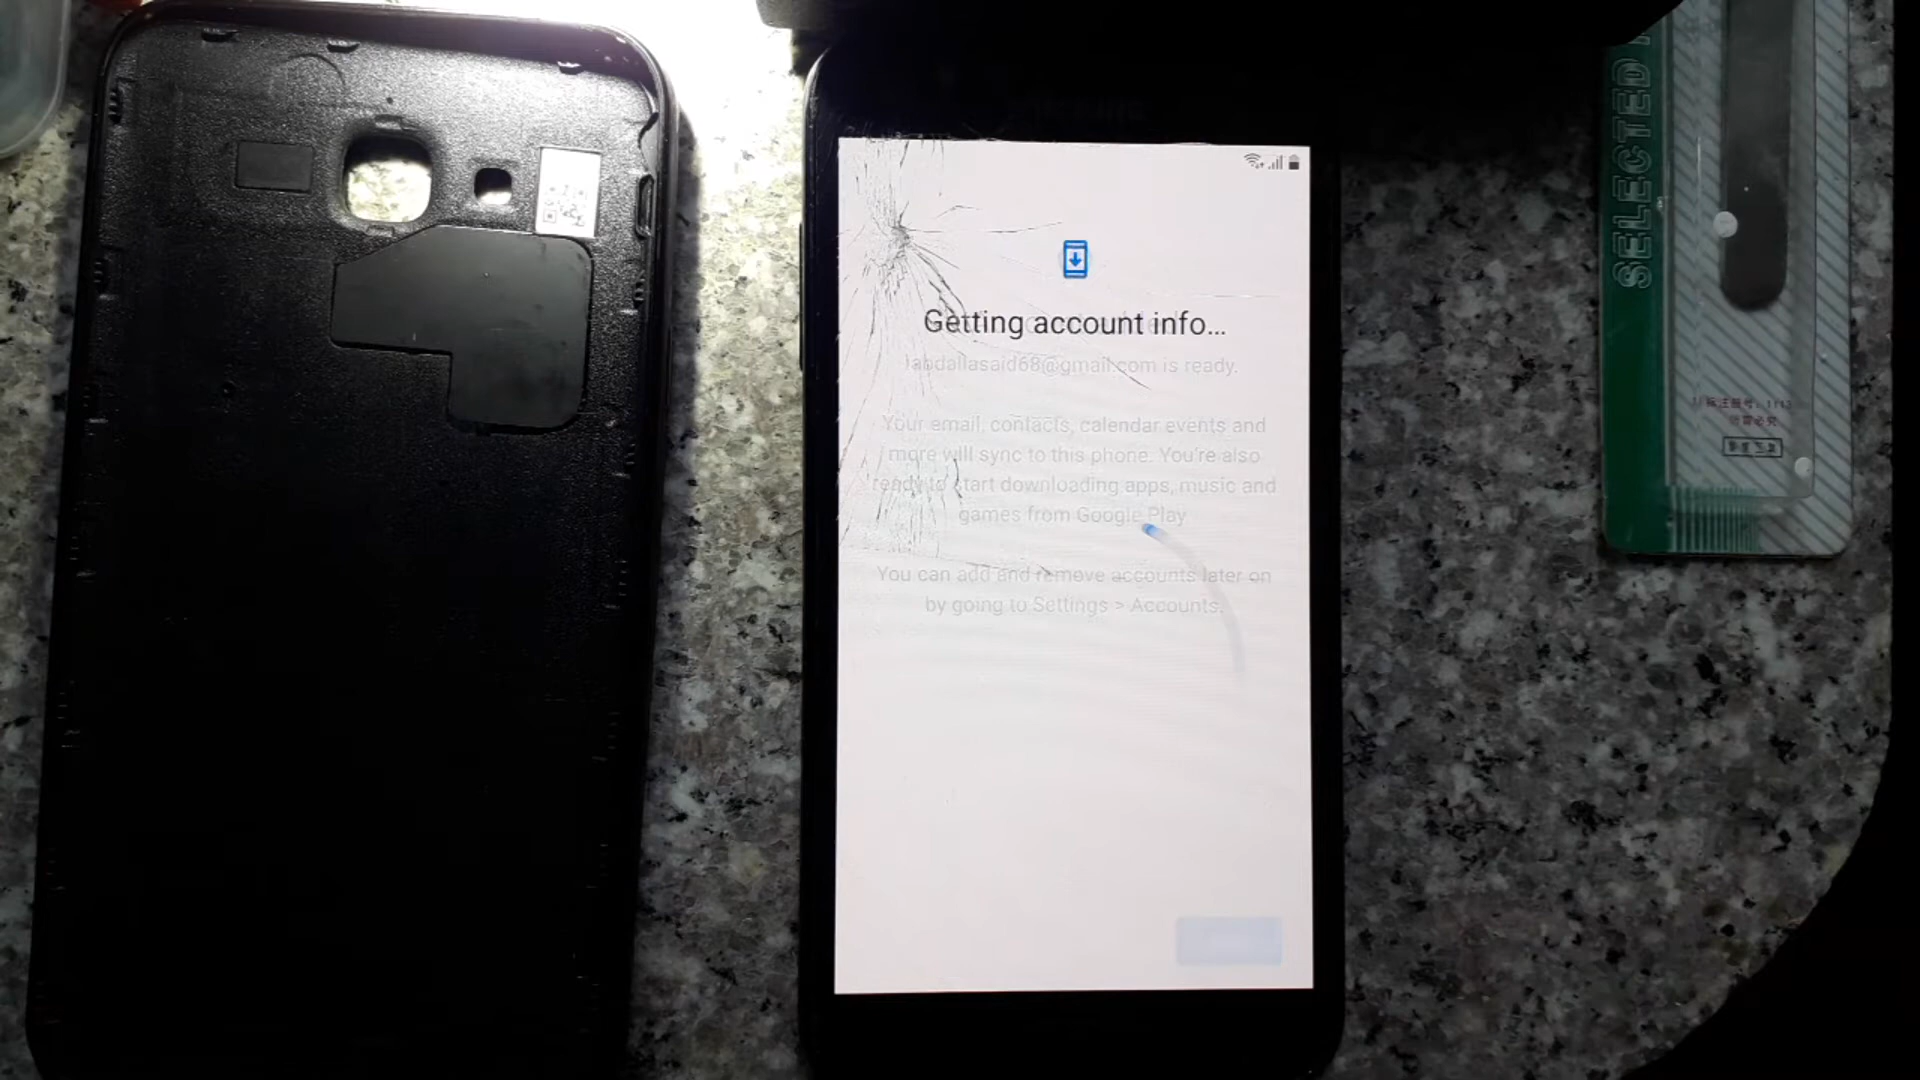 Getting account info...
labdallasaid68@gmail.com is ready.
Your email, contacts, calendar events and
more will sync to this phone. You're also
ready to start downloading apps, music and
games from Google Play
You can add and remove accounts later on
by going to Settings > Accounts.
SELECTED